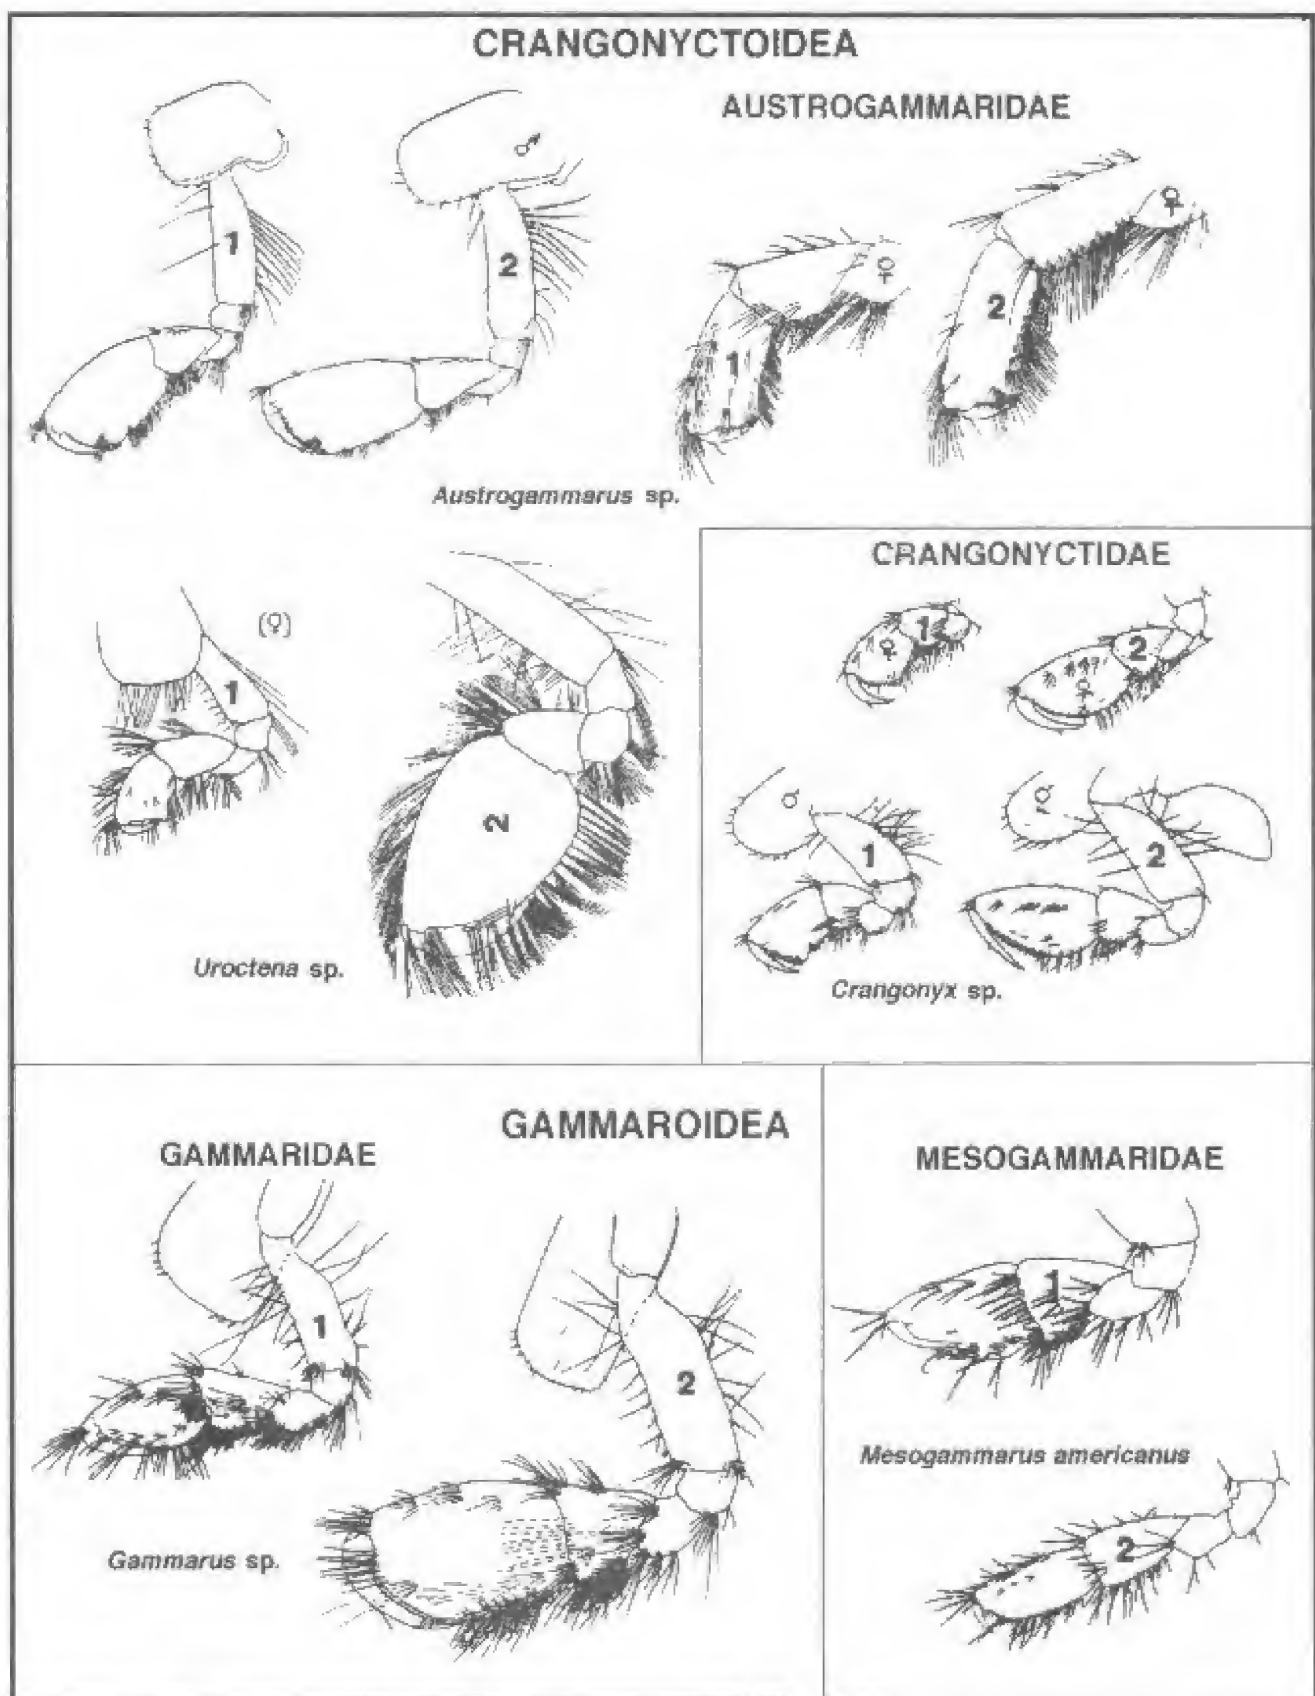 CRANGONYCTOIDEA
AUSTROGAMMARIDAE
♂
1
2
♀
♀
1
2
Austrogammarus sp.
(♀)
1
2
Uroctena sp.
CRANGONYCTIDAE
1
♀
2
♀
♂
1
♂
2
Crangonyx sp.
GAMMAROIDEA
GAMMARIDAE
1
2
Gammarus sp.
MESOGAMMARIDAE
1
Mesogammarus americanus
2